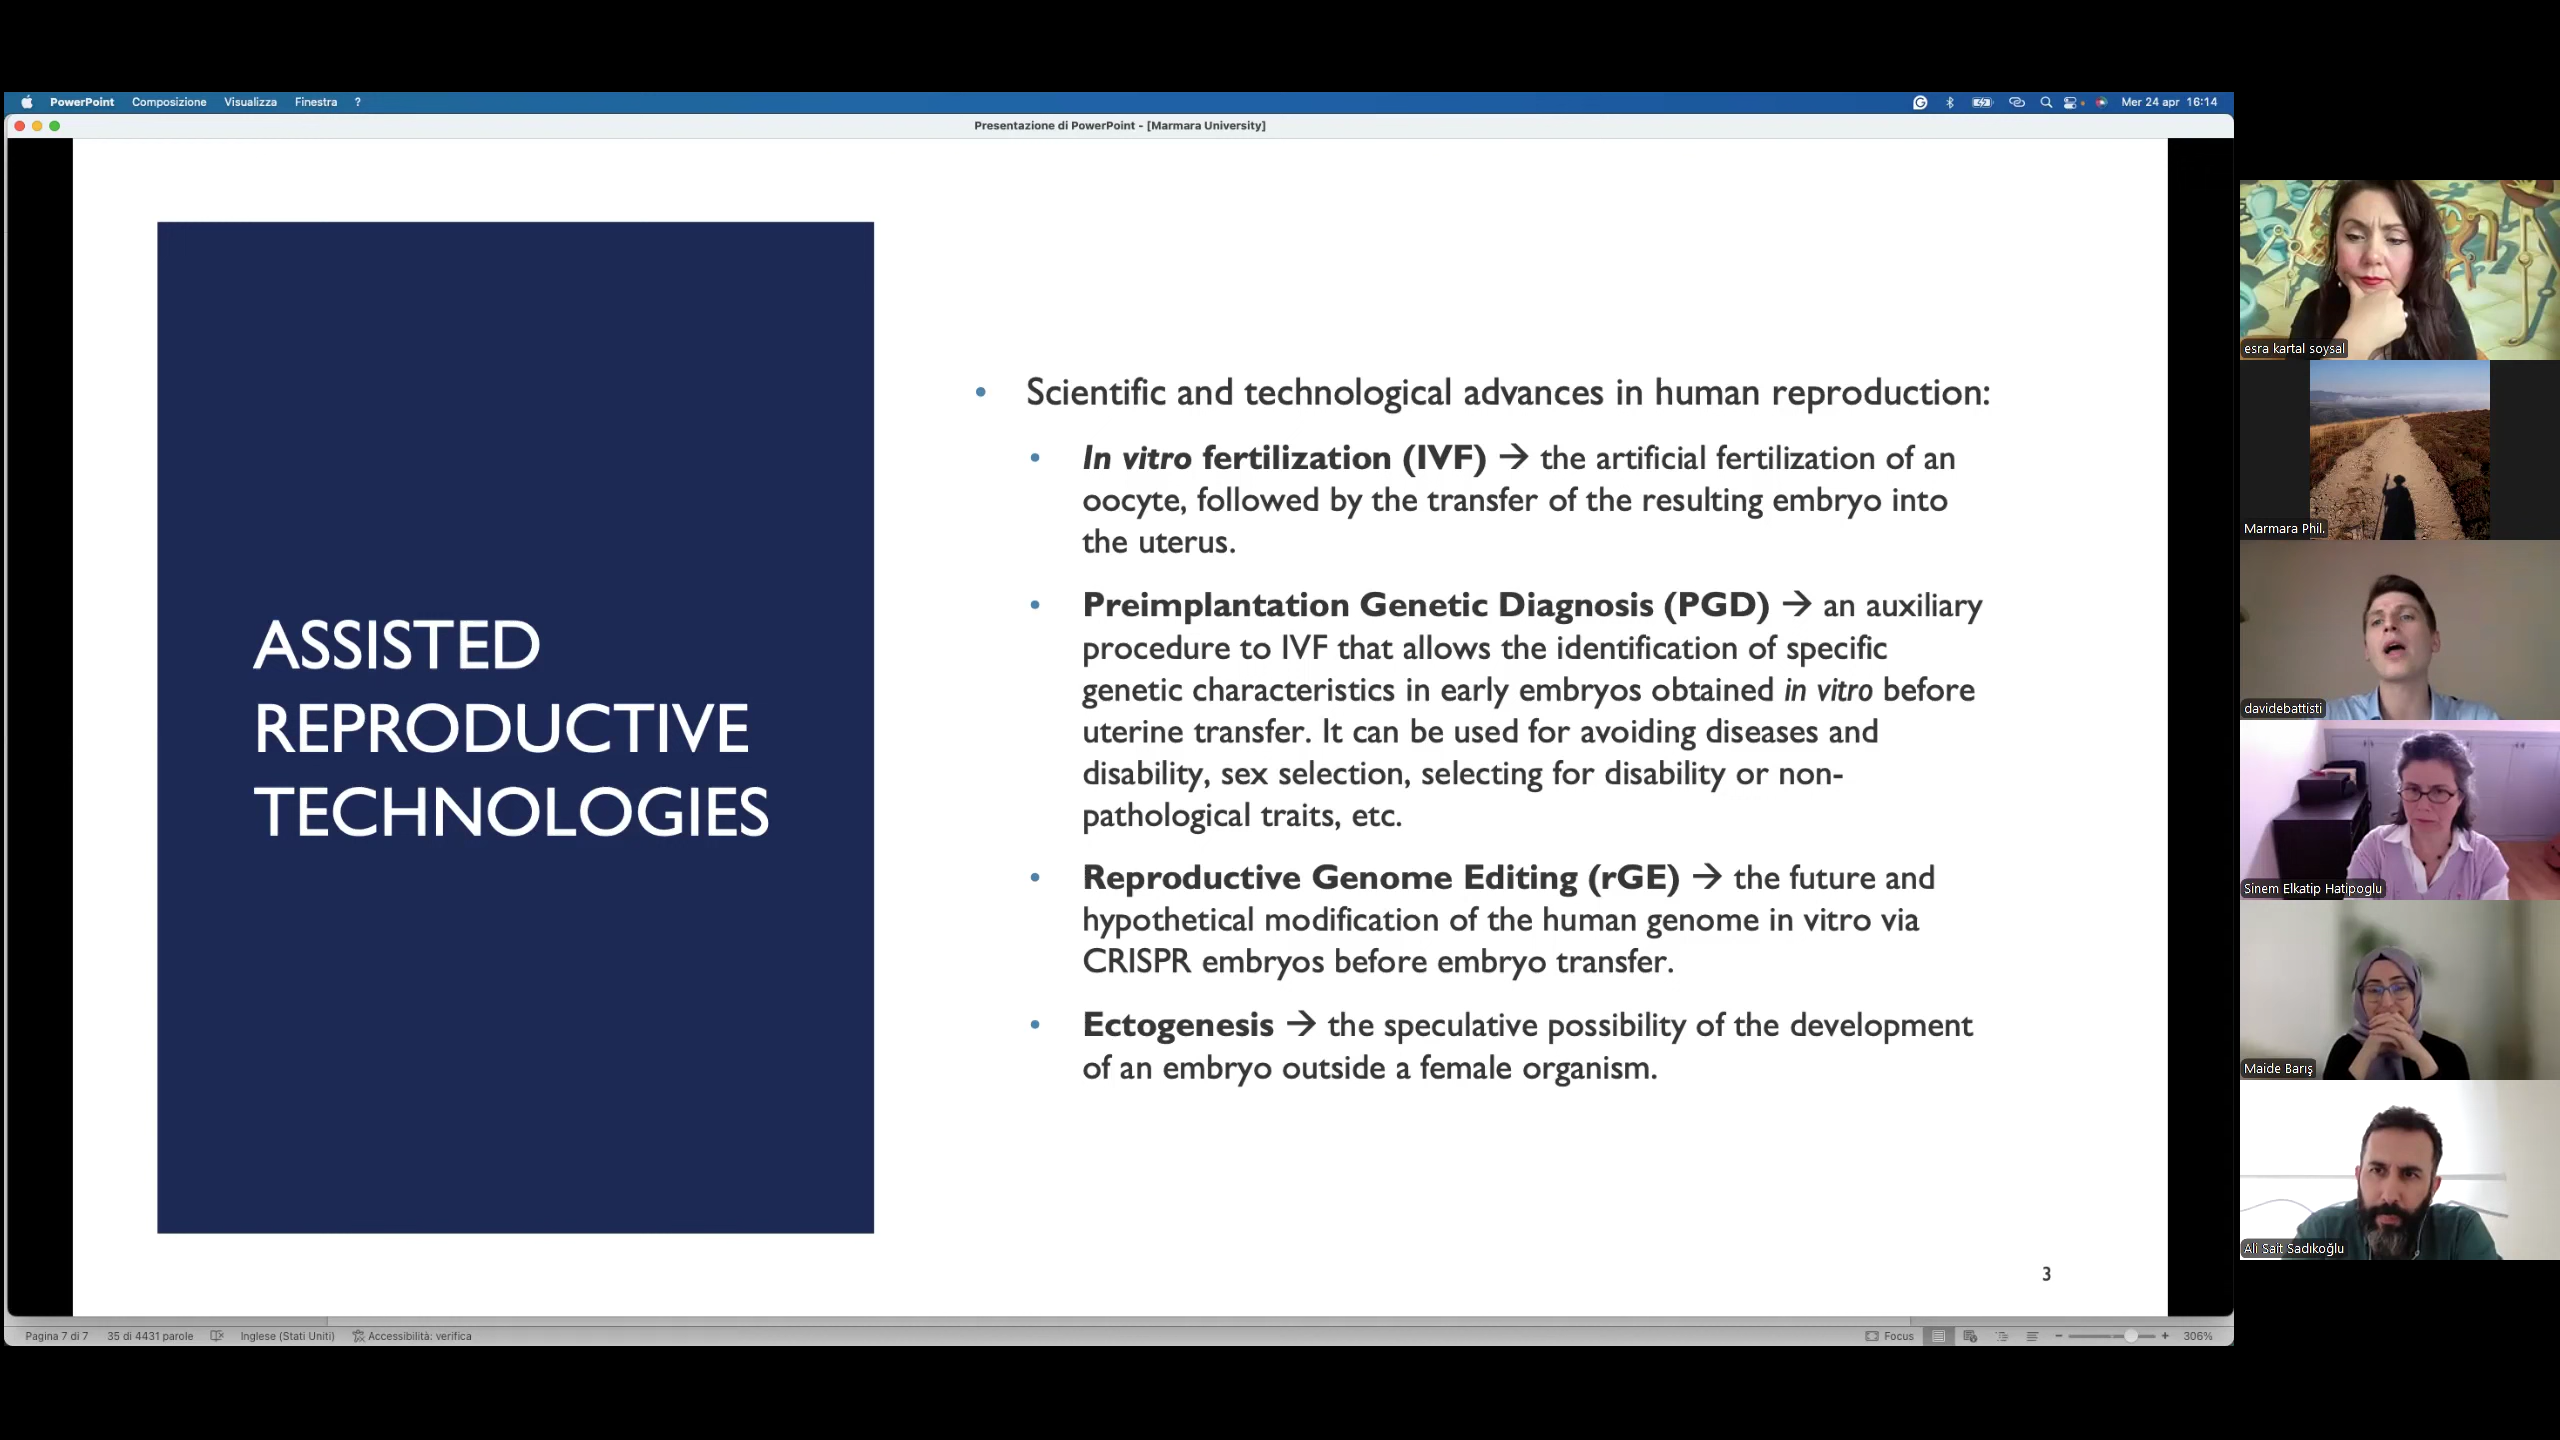 PowerPoint Composizione Visualizza Finestra ?
Mer 24 apr 16:14
Presentazione di PowerPoint - [Marmara University]
ASSISTED
REPRODUCTIVE
TECHNOLOGIES
• Scientific and technological advances in human reproduction:
• In vitro fertilization (IVF) → the artificial fertilization of an
oocyte, followed by the transfer of the resulting embryo into
the uterus.
• Preimplantation Genetic Diagnosis (PGD) → an auxiliary
procedure to IVF that allows the identification of specific
genetic characteristics in early embryos obtained in vitro before
uterine transfer. It can be used for avoiding diseases and
disability, sex selection, selecting for disability or non-
pathological traits, etc.
• Reproductive Genome Editing (rGE) → the future and
hypothetical modification of the human genome in vitro via
CRISPR embryos before embryo transfer.
• Ectogenesis → the speculative possibility of the development
of an embryo outside a female organism.
3
Pagina 7 di 7 35 di 4431 parole Inglese (Stati Uniti) Accessibilità: verifica
Focus 306%
esra kartal soysal
Marmara Phil.
davidebattisti
Sinem Elkatip Hatipoglu
Maide Barış
Ali Sait Sadıkoğlu